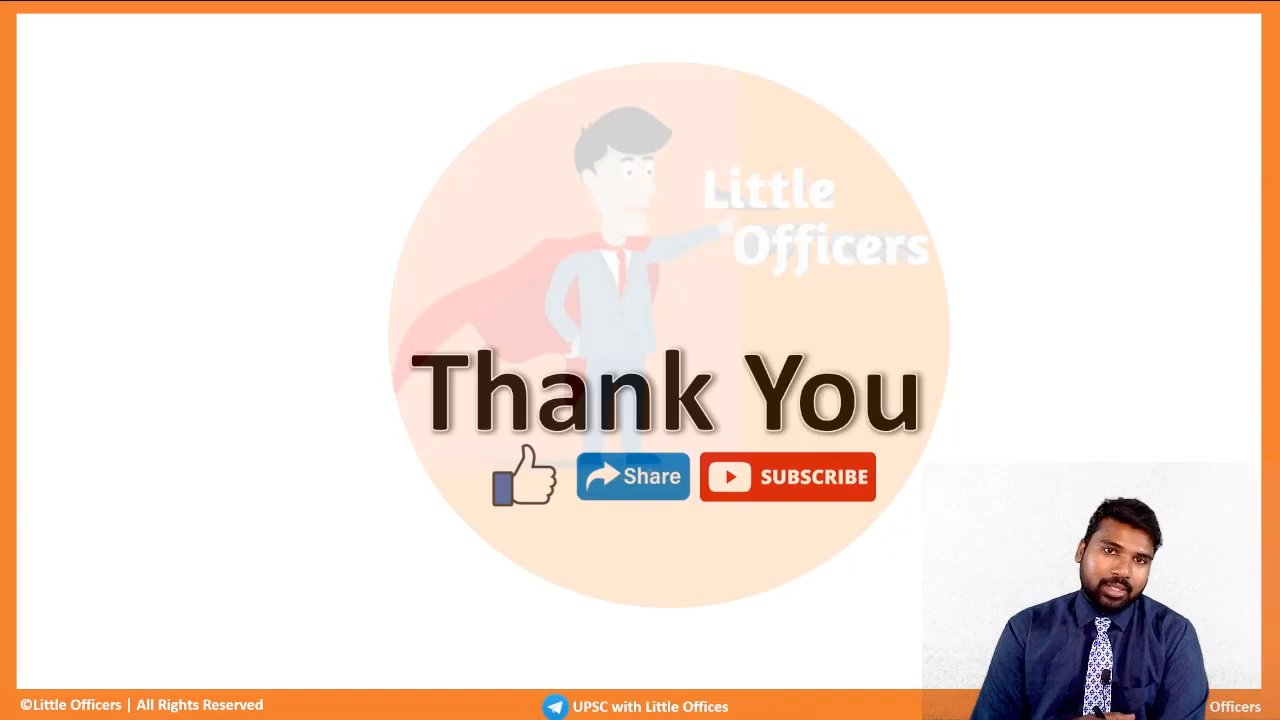 Little
Officers
Thank You
Share
SUBSCRIBE
©Little Officers | All Rights Reserved
UPSC with Little Offices
Officers